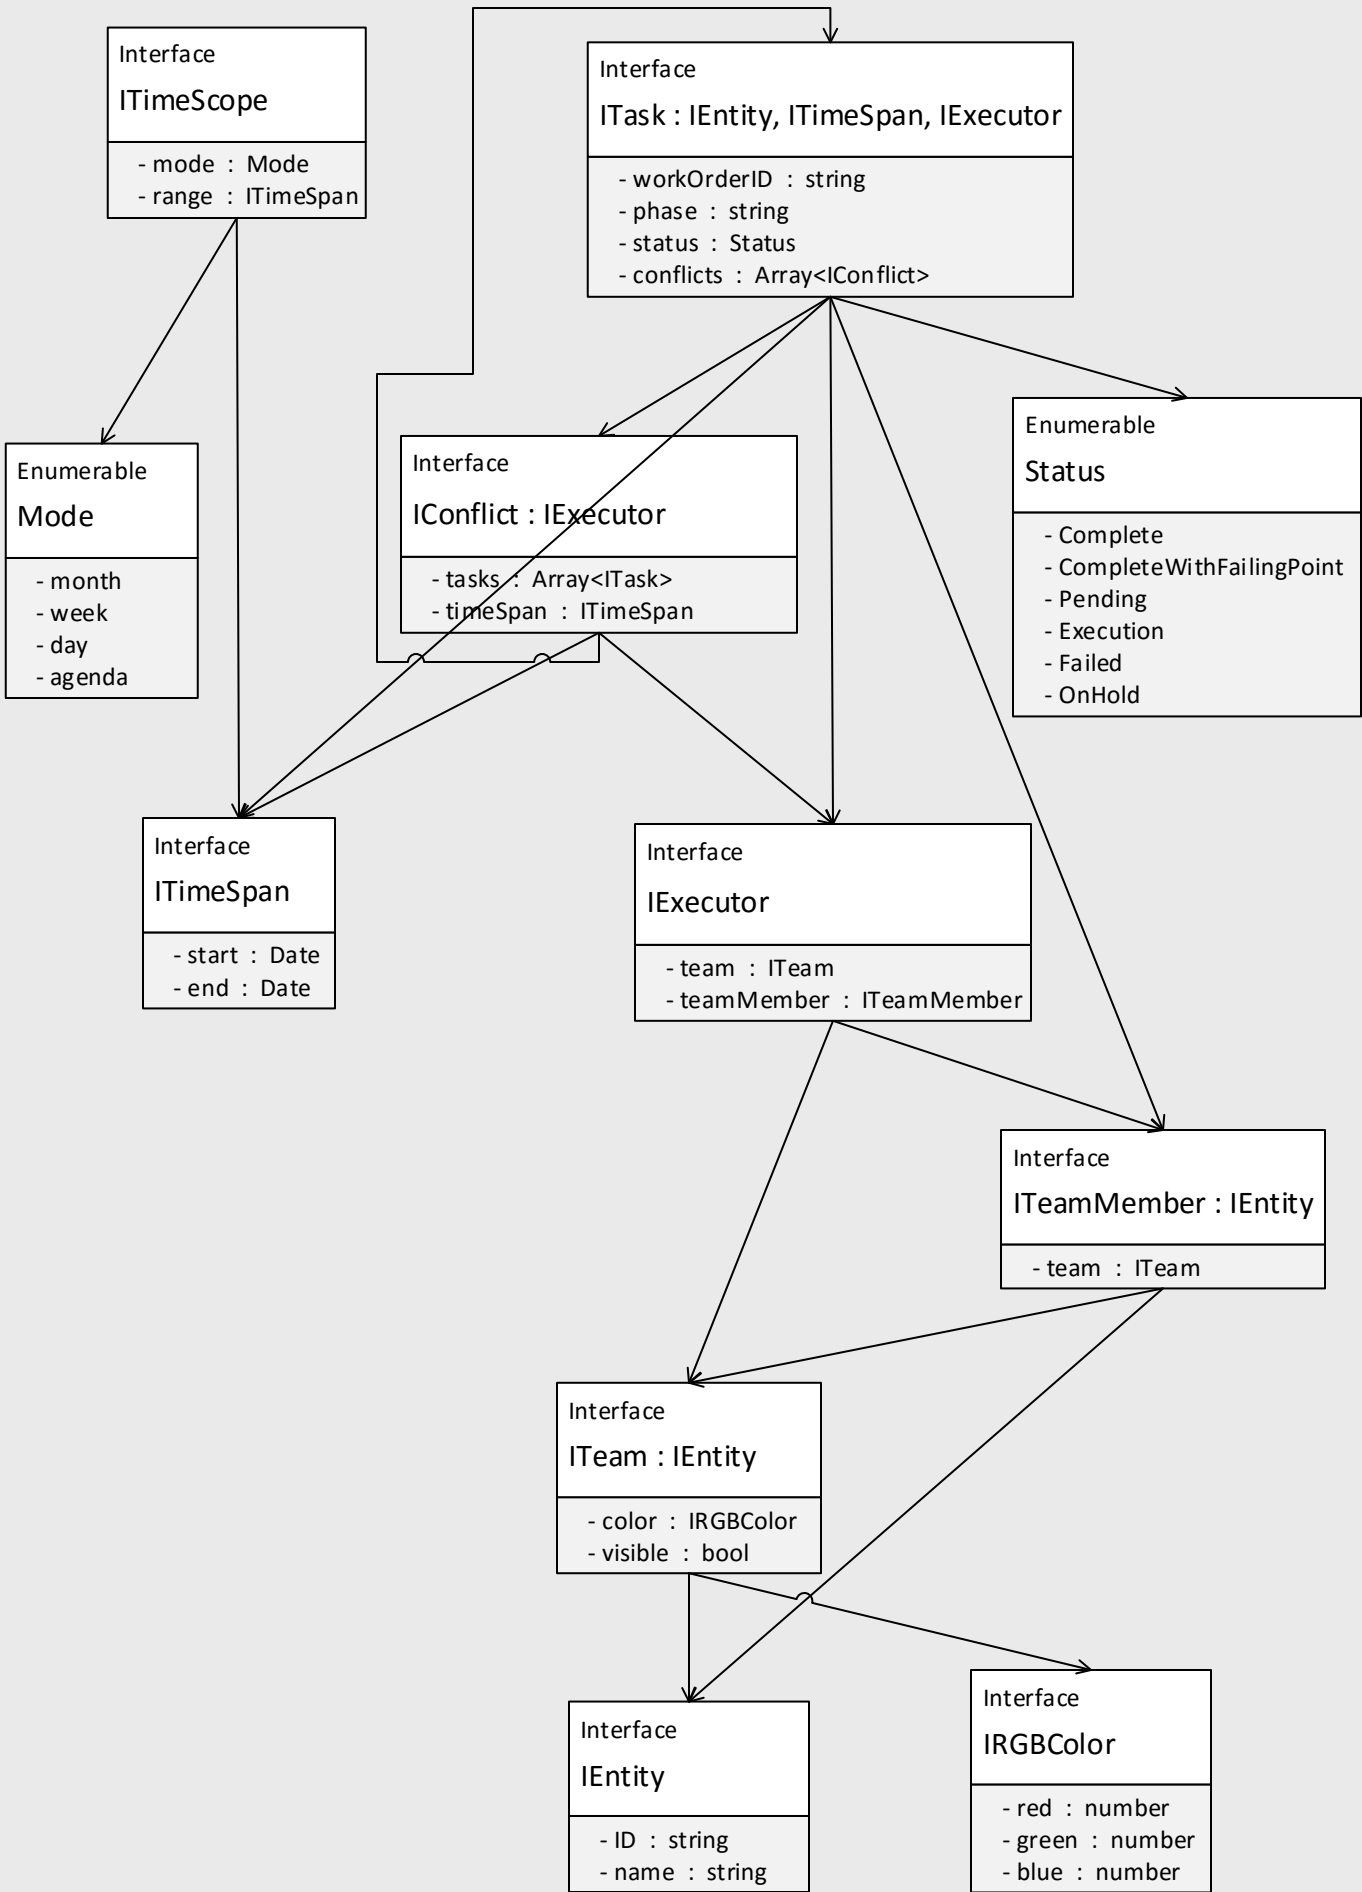 Interface
ITimeScope
- mode : Mode
- range : ITimeSpan
Interface
ITask : IEntity, ITimeSpan, IExecutor
- workOrderID : string
- phase : string
- status : Status
- conflicts : Array<IConflict>
Enumerable
Mode
- month
- week
- day
- agenda
Interface
IConflict : IExecutor
- tasks : Array<ITask>
- timeSpan : ITimeSpan
Enumerable
Status
- Complete
- CompleteWithFailingPoint
- Pending
- Execution
- Failed
- OnHold
Interface
ITimeSpan
- start : Date
- end : Date
Interface
IExecutor
- team : ITeam
- teamMember : ITeamMember
Interface
ITeamMember : IEntity
- team : ITeam
Interface
ITeam : IEntity
- color : IRGBColor
- visible : bool
Interface
IEntity
- ID : string
- name : string
Interface
IRGBColor
- red : number
- green : number
- blue : number